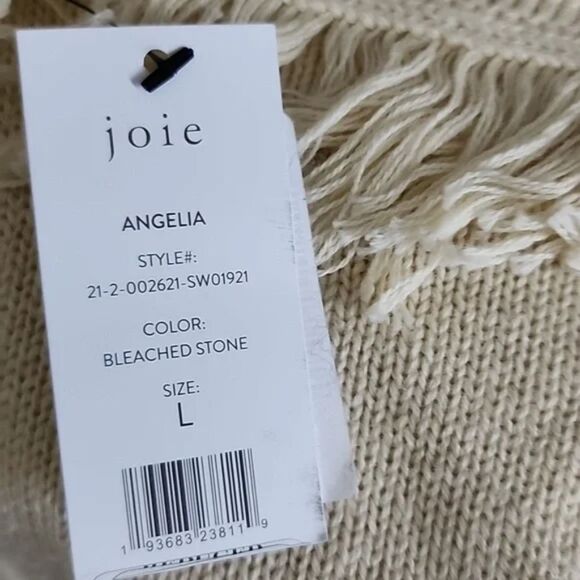 joie
ANGELIA
STYLE#:
21-2-002621-SW01921
COLOR:
BLEACHED STONE
SIZE:
L
1 93683 23811 9